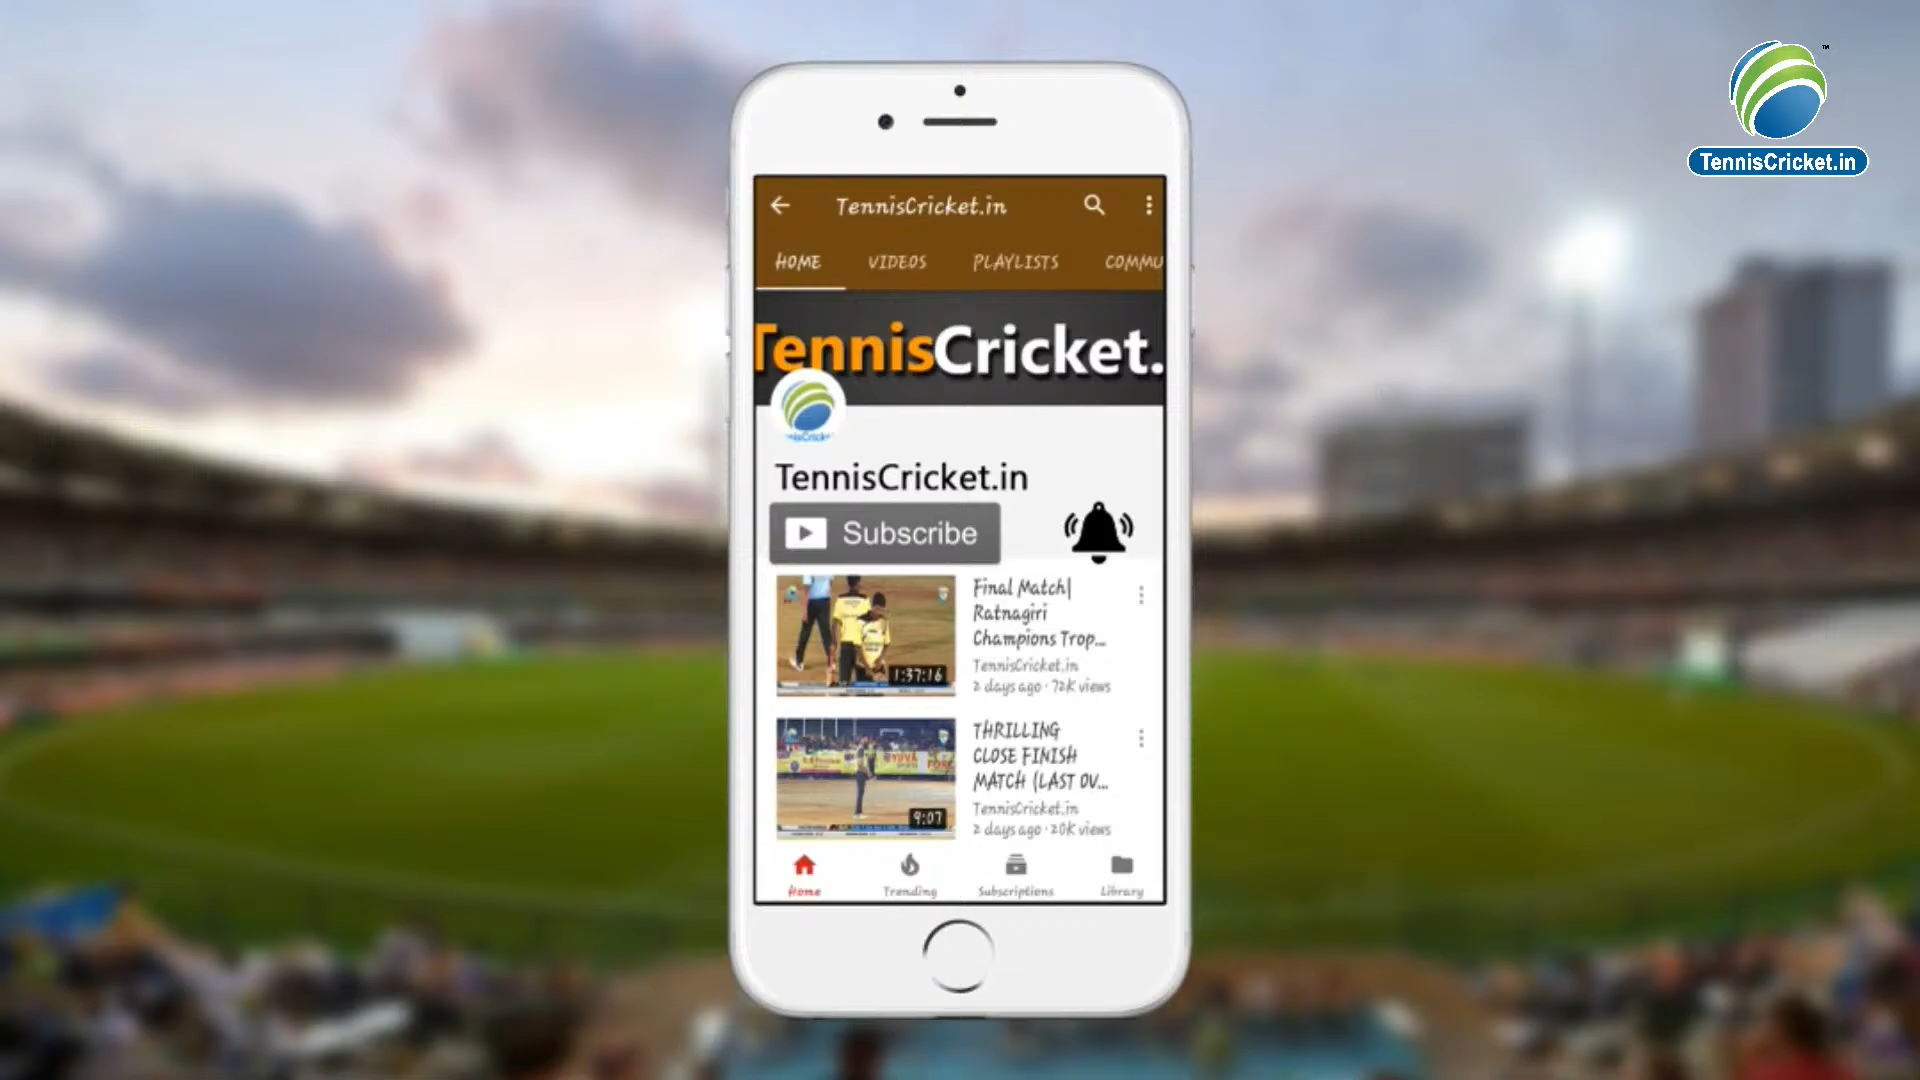 TM
TennisCricket.in
TennisCricket.in
HOME VIDEOS PLAYLISTS COMMU
TennisCricket.
TennisCricket.in
Subscribe
Final Match|
Ratnagiri
Champions Trop...
TennisCricket.in
2 days ago · 72K views
1:37:16
THRILLING
CLOSE FINISH
MATCH (LAST OV...
TennisCricket.in
2 days ago · 20K views
9:07
Home Trending Subscriptions Library